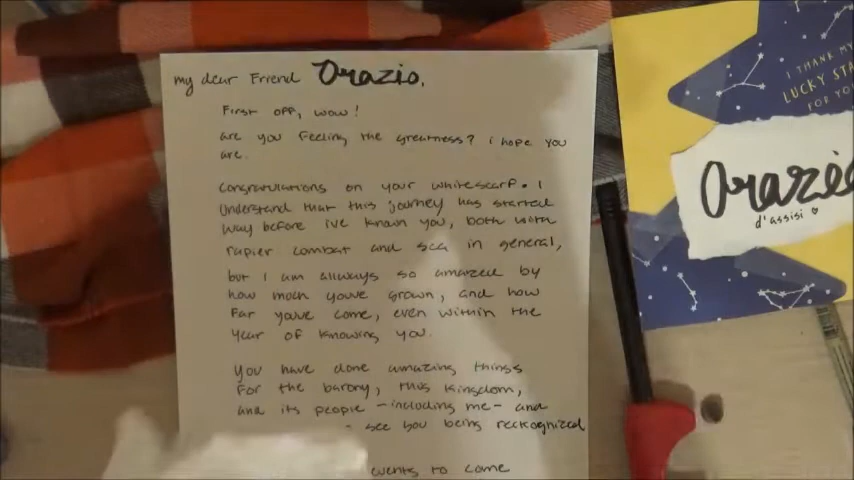 my dear Friend Orazio,
First off, wow!
are you Feeling the greatness? i hope you
are.
Congratulations on your whitescarf. I
Understand that this journey has started
way before i've known you, both with
rapier combat and sca in general,
but I am allways so amazed by
how much you've grown, and how
Far you've come, even within the
year of knowing you.
You have done amazing things
For the barony, this Kingdom,
and its people - including me - and
see you being reckognized
events to come
I THANK MY
LUCKY STA
FOR YO
Orazio
d'assisi